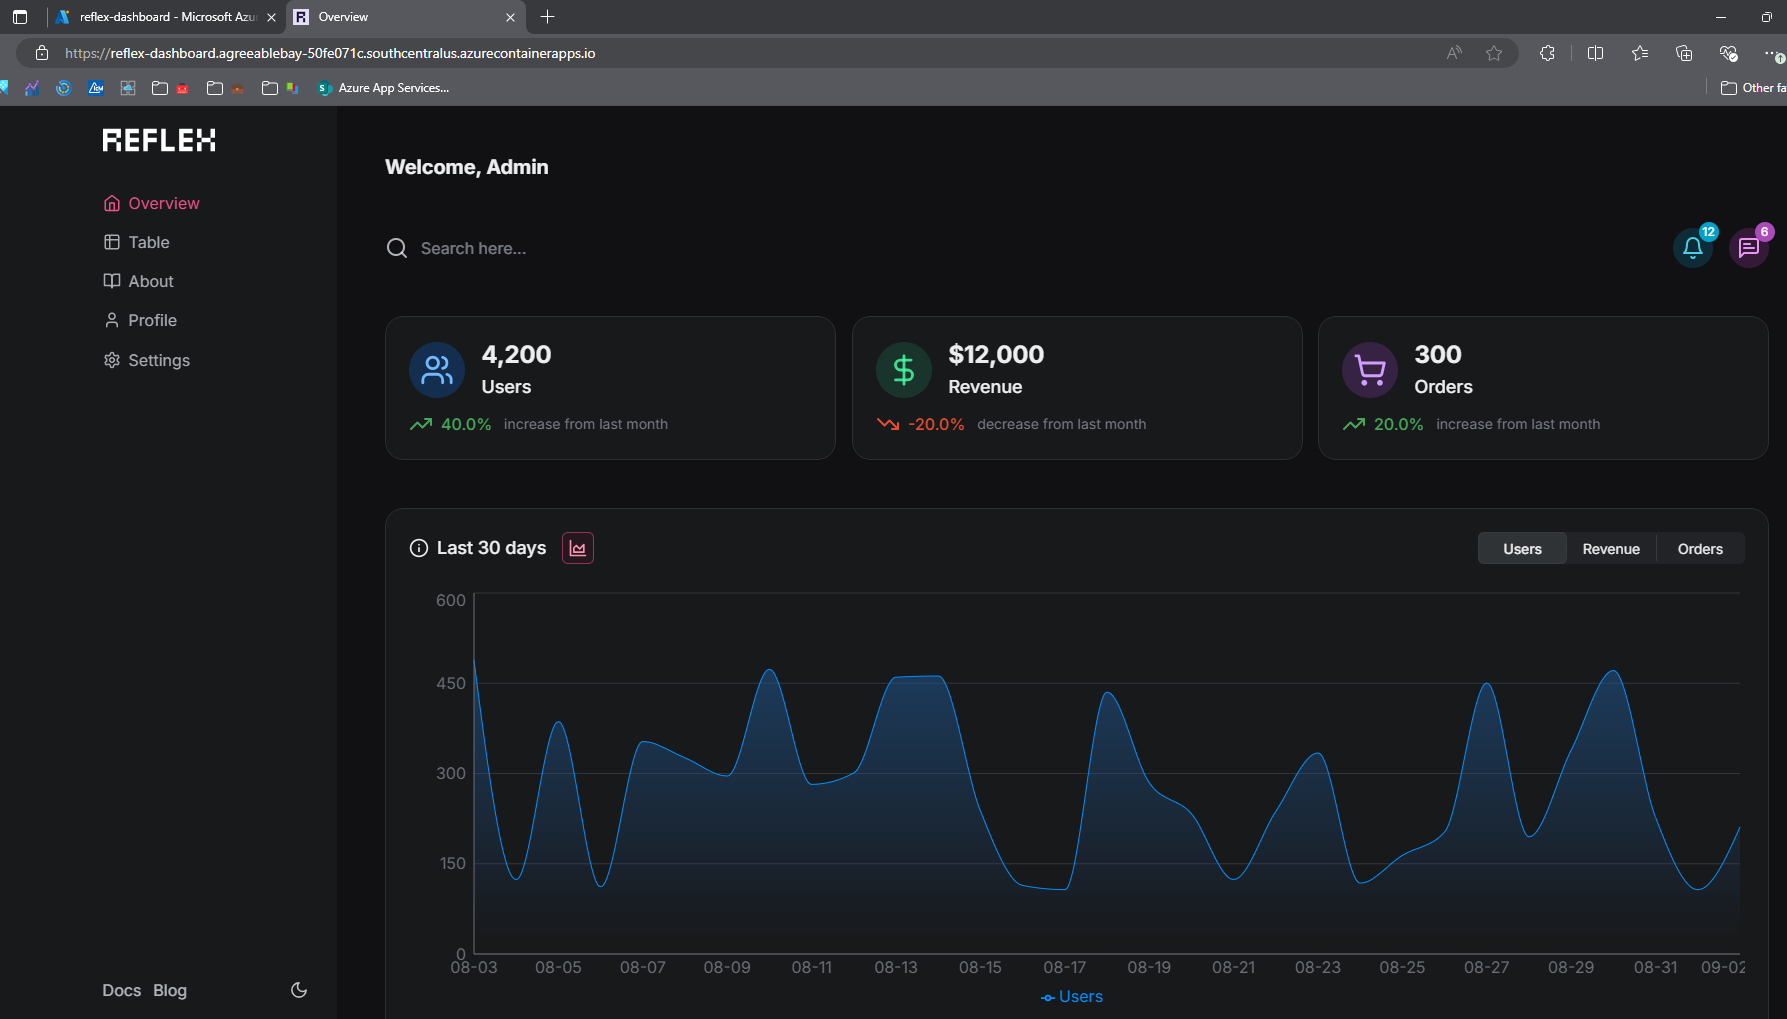 reflex-dashboard - Microsoft Azu
Overview
https://reflex-dashboard.agreeablebay-50fe071c.southcentralus.azurecontainerapps.io
Azure App Services...
Other fa
REFLEX
Overview
Table
About
Profile
Settings
Docs Blog
Welcome, Admin
Search here...
12
6
4,200
Users
40.0% increase from last month
$12,000
Revenue
-20.0% decrease from last month
300
Orders
20.0% increase from last month
Last 30 days
Users Revenue Orders
600
450
300
150
0
08-03 08-05 08-07 08-09 08-11 08-13 08-15 08-17 08-19 08-21 08-23 08-25 08-27 08-29 08-31 09-02
Users